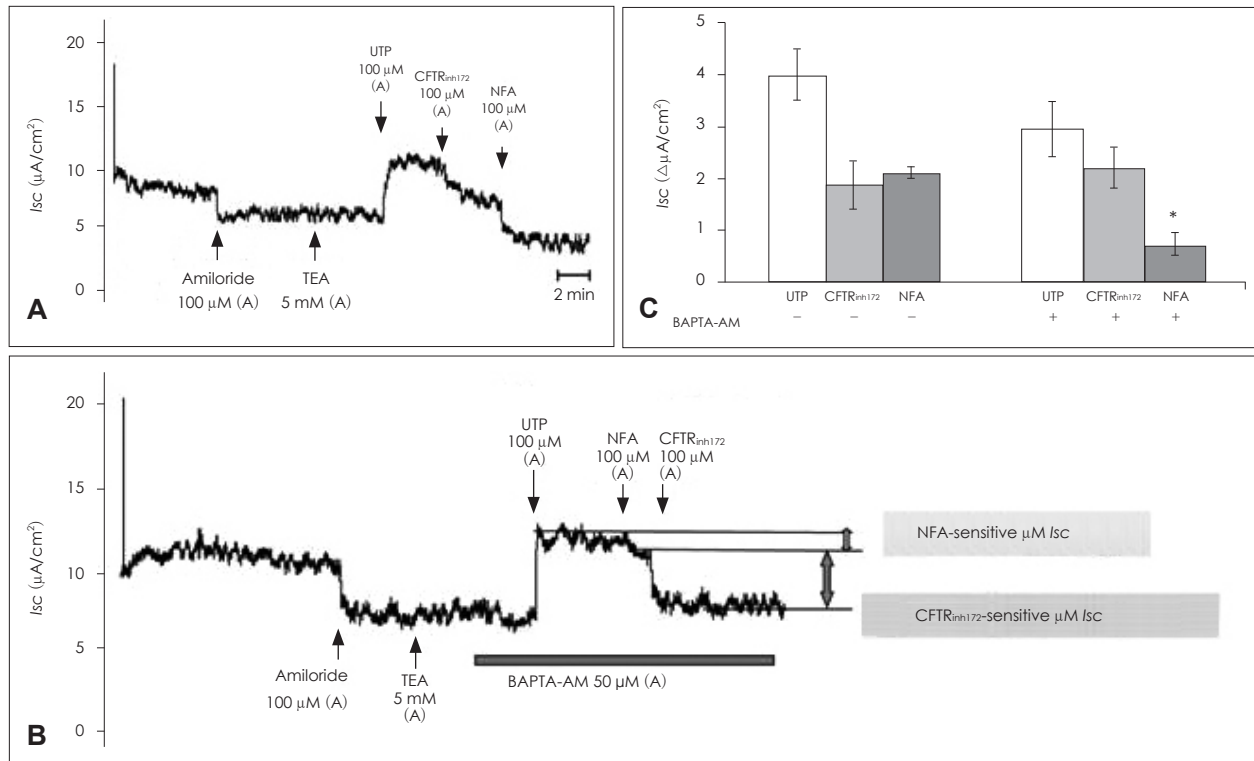 20
15
10
5
0
Isc (μA/cm²)
UTP
100 μM
(A)
CFTRinh172
100 μM
(A)
NFA
100 μM
(A)
Amiloride
100 μM (A)
TEA
5 mM (A)
2 min
A
5
4
3
2
1
0
Isc (△μA/cm²)
*
UTP CFTRinh172 NFA UTP CFTRinh172 NFA
BAPTA-AM − − − + + +
C
20
15
10
5
0
Isc (μA/cm²)
UTP
100 μM
(A)
NFA
100 μM
(A)
CFTRinh172
100 μM
(A)
NFA-sensitive μM Isc
CFTRinh172-sensitive μM Isc
Amiloride
100 μM (A)
TEA
5 mM
(A)
BAPTA-AM 50 μM (A)
B